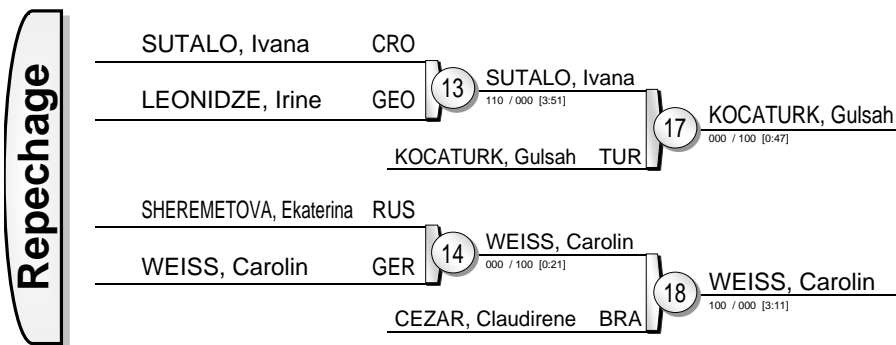 Repechage
SUTALO, Ivana CRO
LEONIDZE, Irine GEO
13
SUTALO, Ivana
110 / 000 [3:51]
KOCATURK, Gulsah TUR
17
KOCATURK, Gulsah
000 / 100 [0:47]
SHEREMETOVA, Ekaterina RUS
WEISS, Carolin GER
14
WEISS, Carolin
000 / 100 [0:21]
CEZAR, Claudirene BRA
18
WEISS, Carolin
100 / 000 [3:11]